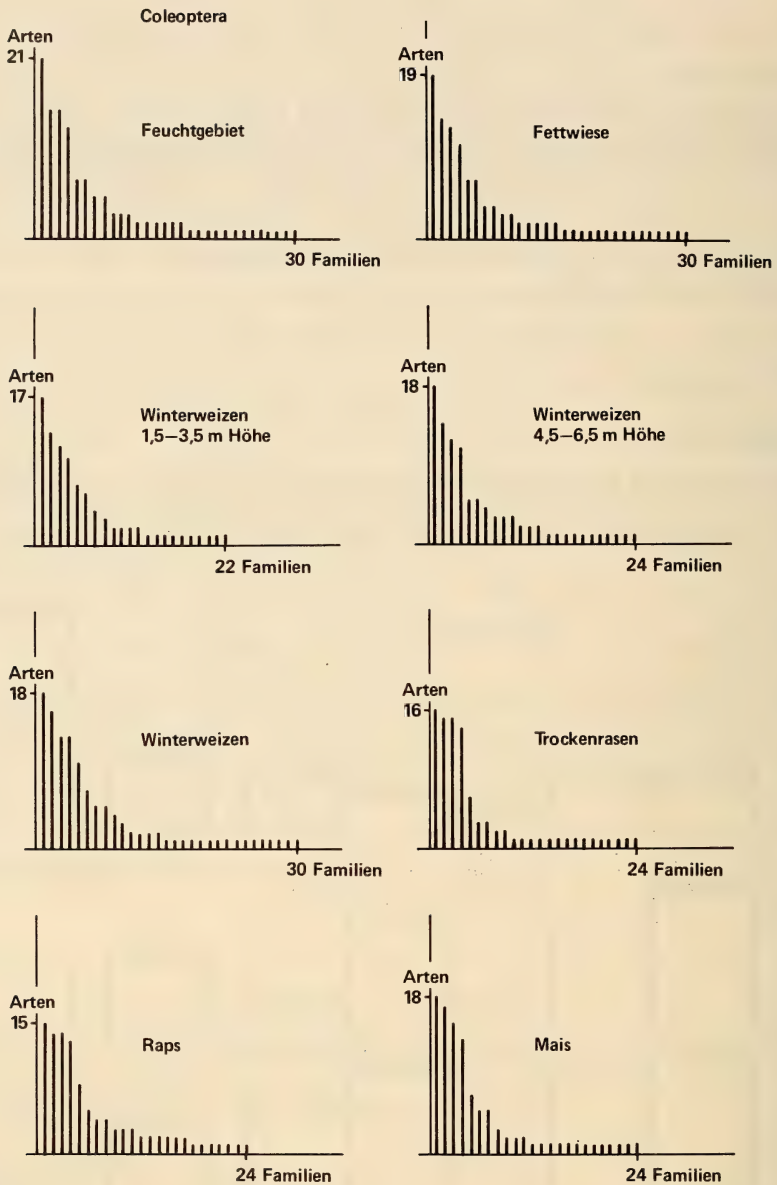 Coleoptera
Arten
21
Feuchtgebiet
30 Familien
Arten
19
Fettwiese
30 Familien
Arten
17
Winterweizen
1,5–3,5 m Höhe
22 Familien
Arten
18
Winterweizen
4,5–6,5 m Höhe
24 Familien
Arten
18
Winterweizen
30 Familien
Arten
16
Trockenrasen
24 Familien
Arten
15
Raps
24 Familien
Arten
18
Mais
24 Familien